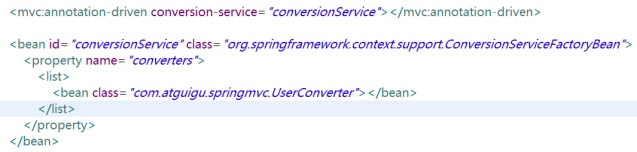 <mvc:annotation-driven conversion-service="conversionService"></mvc:annotation-driven>
<bean id="conversionService" class="org.springframework.context.support.ConversionServiceFactoryBean">
<property name="converters">
<list>
<bean class="com.atguigu.springmvc.UserConverter"></bean>
</list>
</property>
</bean>